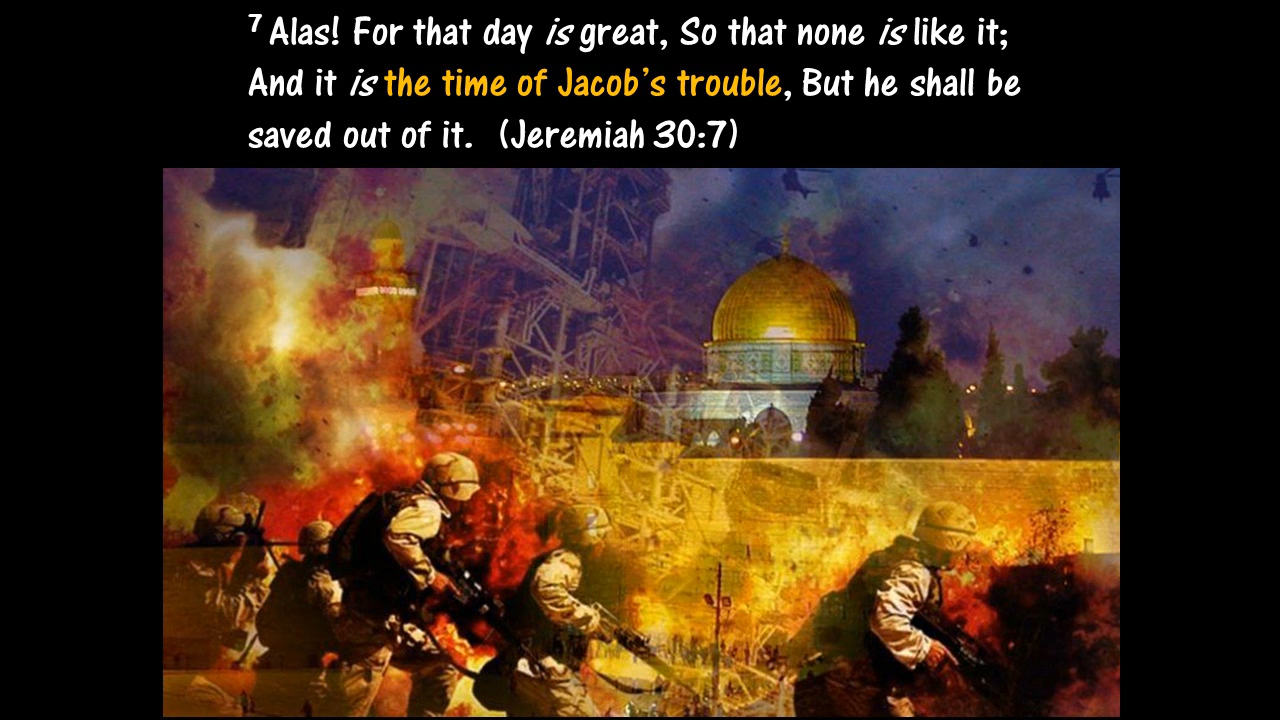 7 Alas! For that day is great, So that none is like it;
And it is the time of Jacob’s trouble, But he shall be
saved out of it. (Jeremiah 30:7)